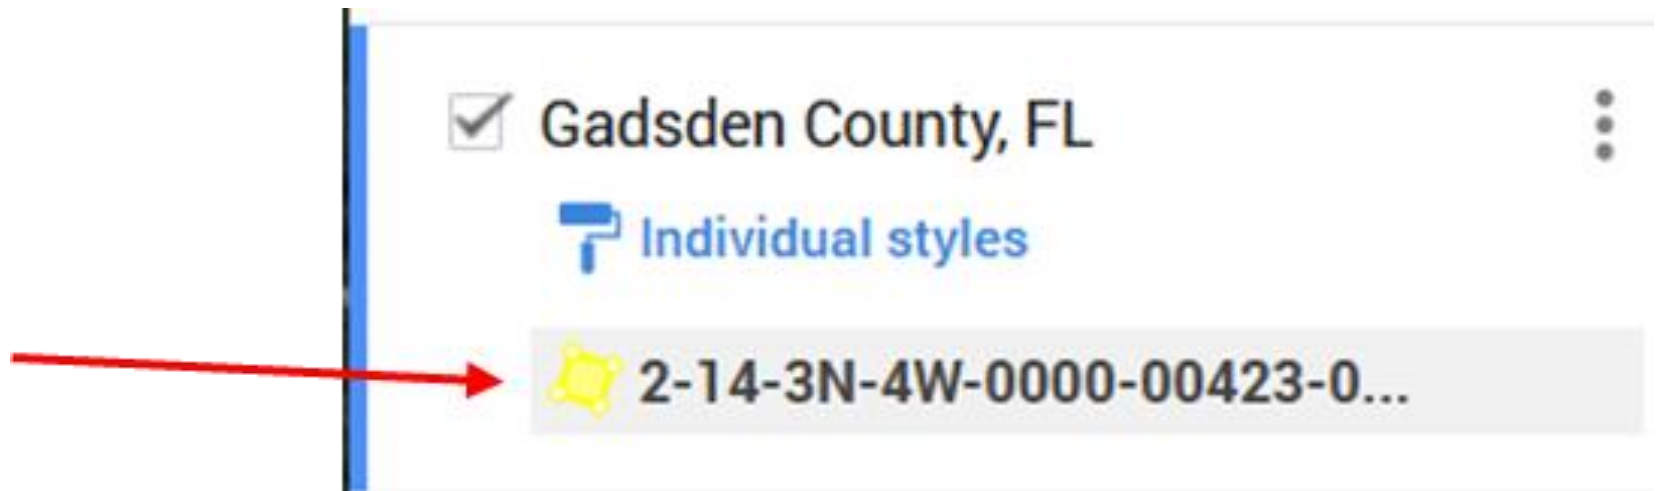 Gadsden County, FL
Individual styles
2-14-3N-4W-0000-00423-0...